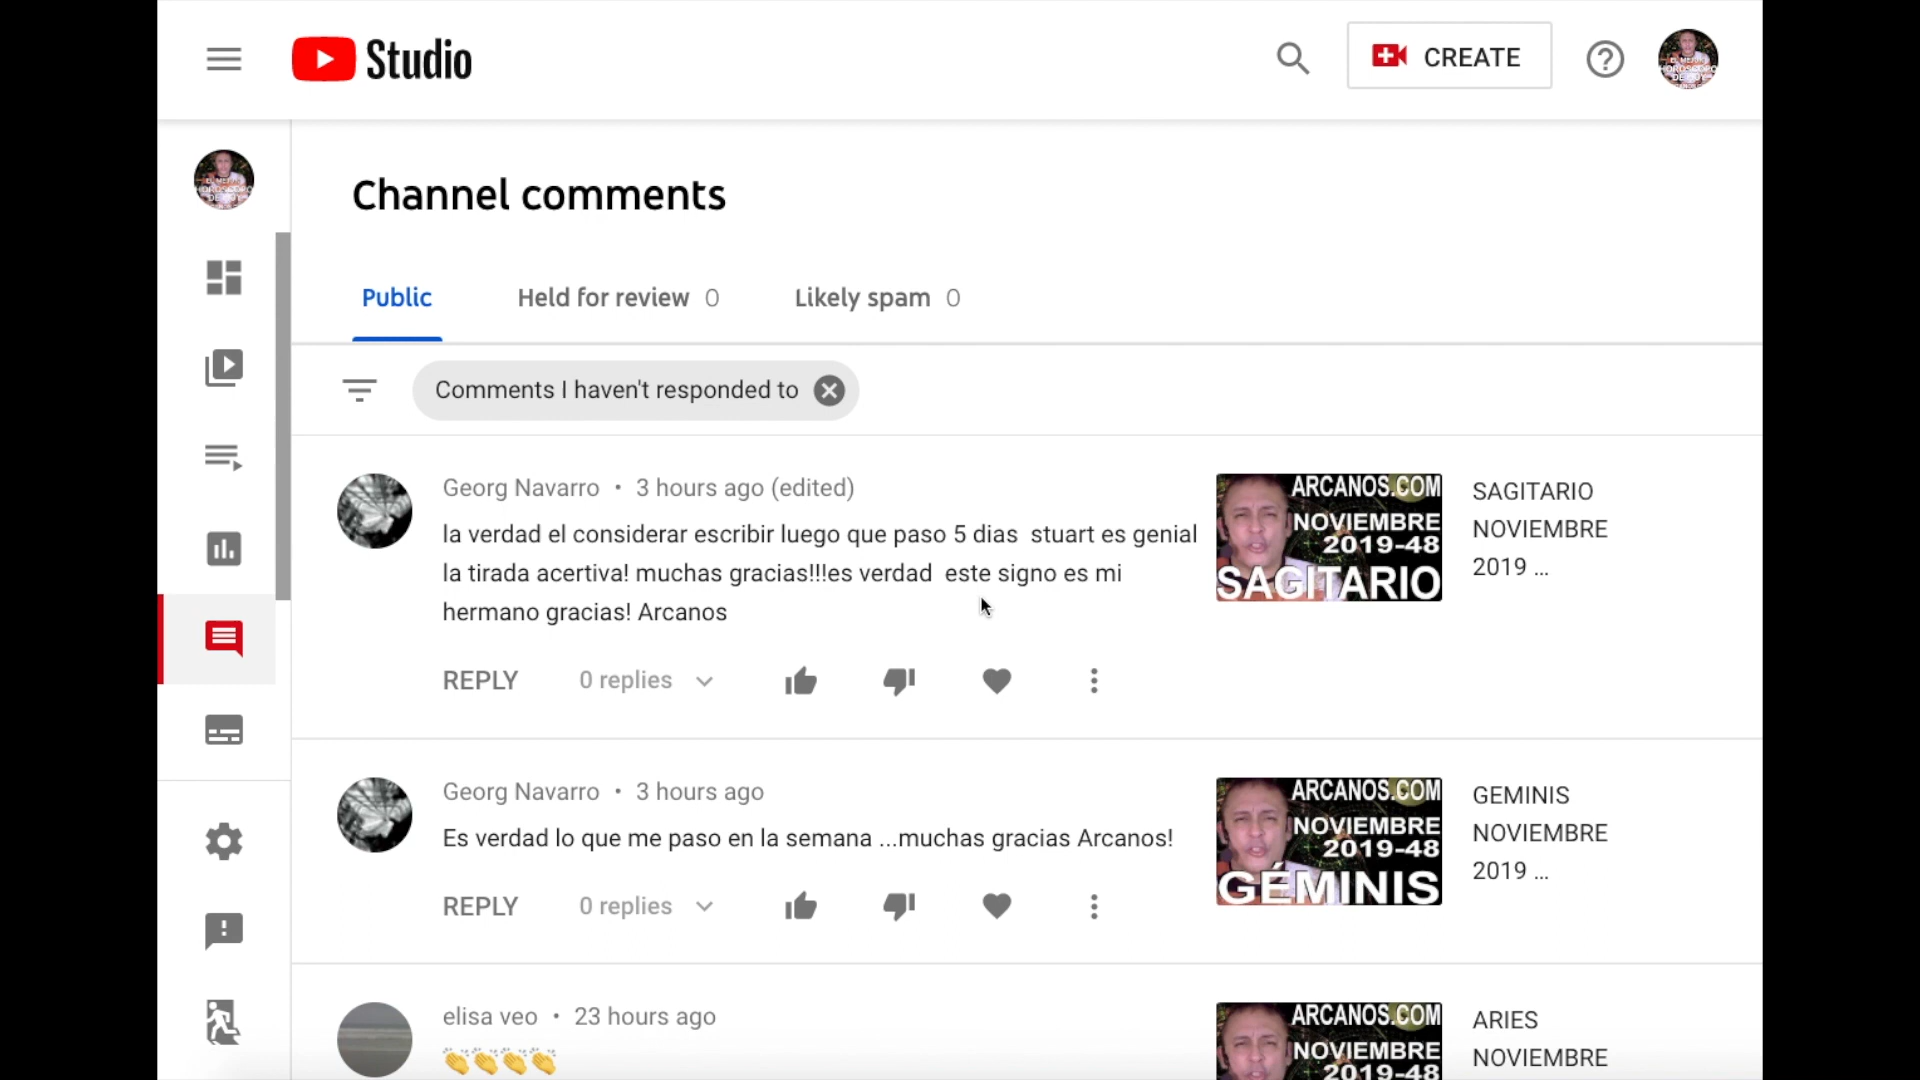 Studio
CREATE
Channel comments
Public
Held for review 0
Likely spam 0
Comments I haven't responded to
Georg Navarro • 3 hours ago (edited)
la verdad el considerar escribir luego que paso 5 dias stuart es genial
la tirada acertiva! muchas gracias!!!es verdad este signo es mi
hermano gracias! Arcanos
REPLY
0 replies
ARCANOS.COM
NOVIEMBRE
2019-48
SAGITARIO
SAGITARIO
NOVIEMBRE
2019 ...
Georg Navarro • 3 hours ago
Es verdad lo que me paso en la semana ...muchas gracias Arcanos!
REPLY
0 replies
ARCANOS.COM
NOVIEMBRE
2019-48
GÉMINIS
GEMINIS
NOVIEMBRE
2019 ...
elisa veo • 23 hours ago
👏👏👏👏
ARCANOS.COM
NOVIEMBRE
2019-48
ARIES
NOVIEMBRE